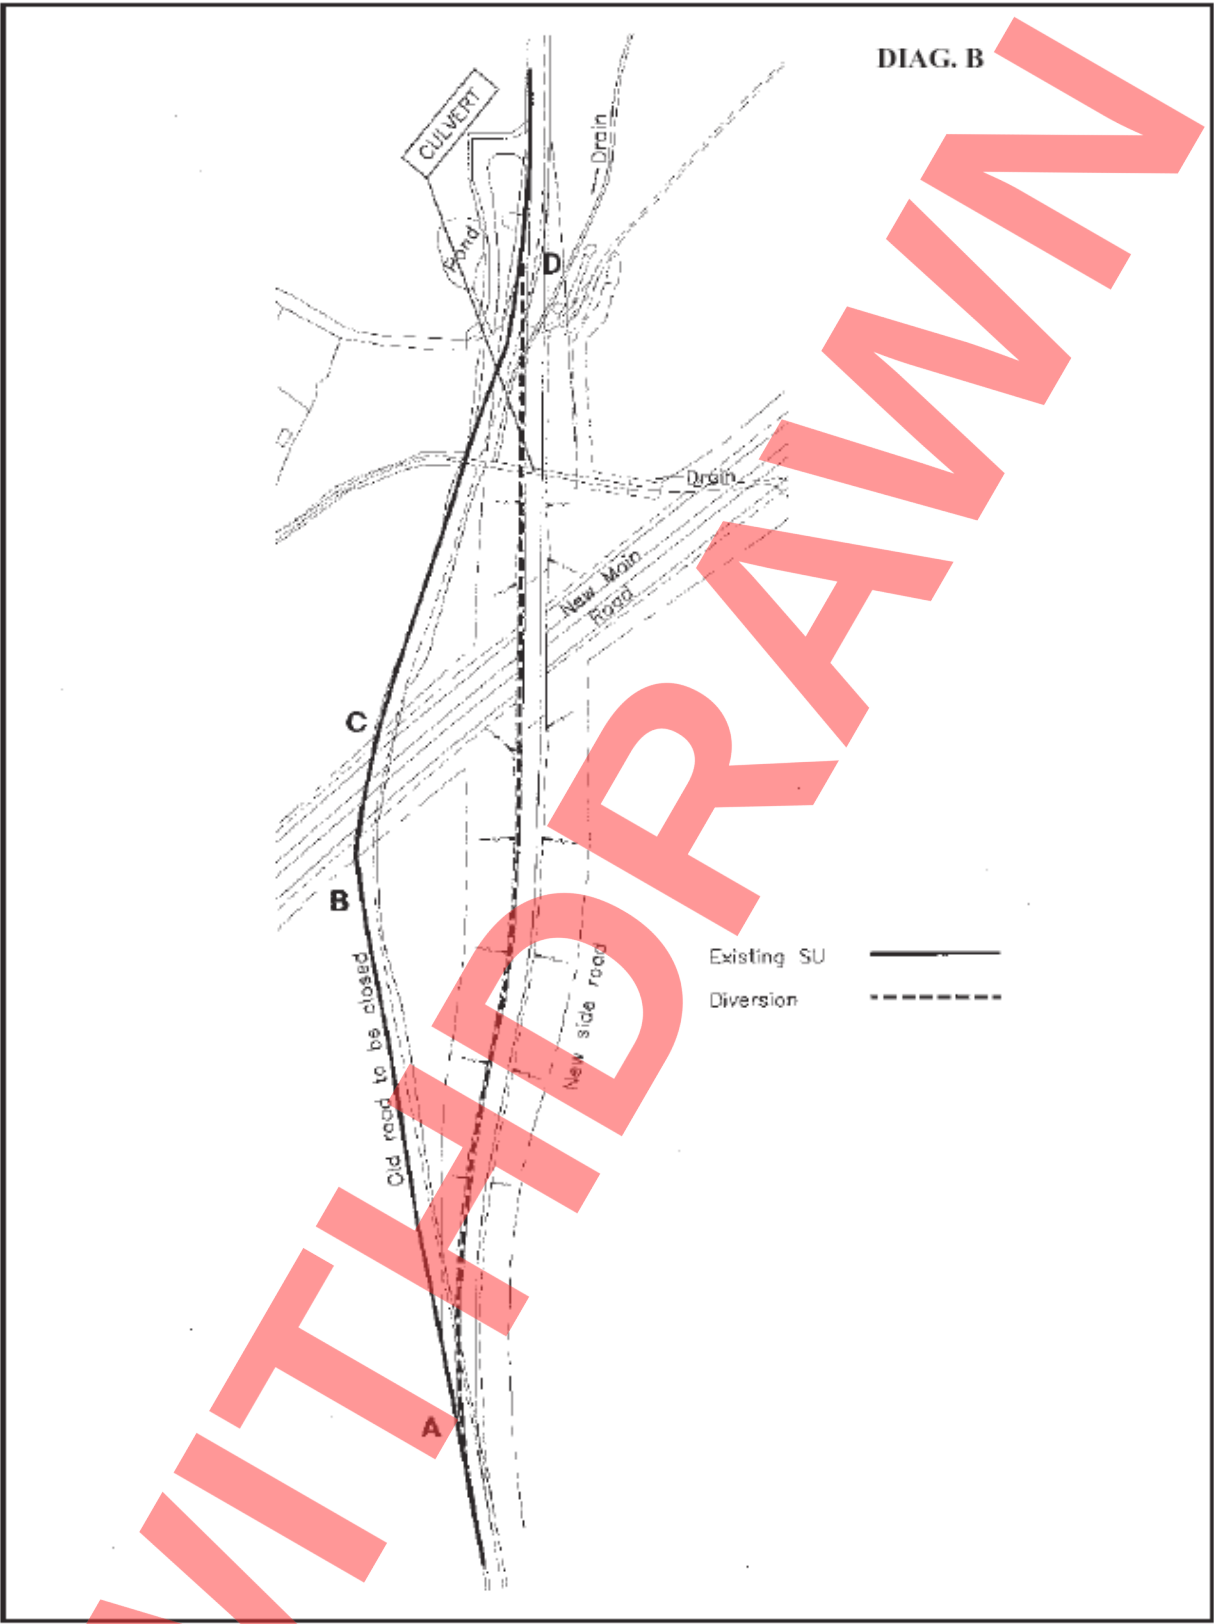 DIAG. B
CULVERT
Drain
Pond
D
Drain
New Main
Road
C
B
Existing SU
Diversion
Old road to be closed
New side road
A
WITHDRAWN